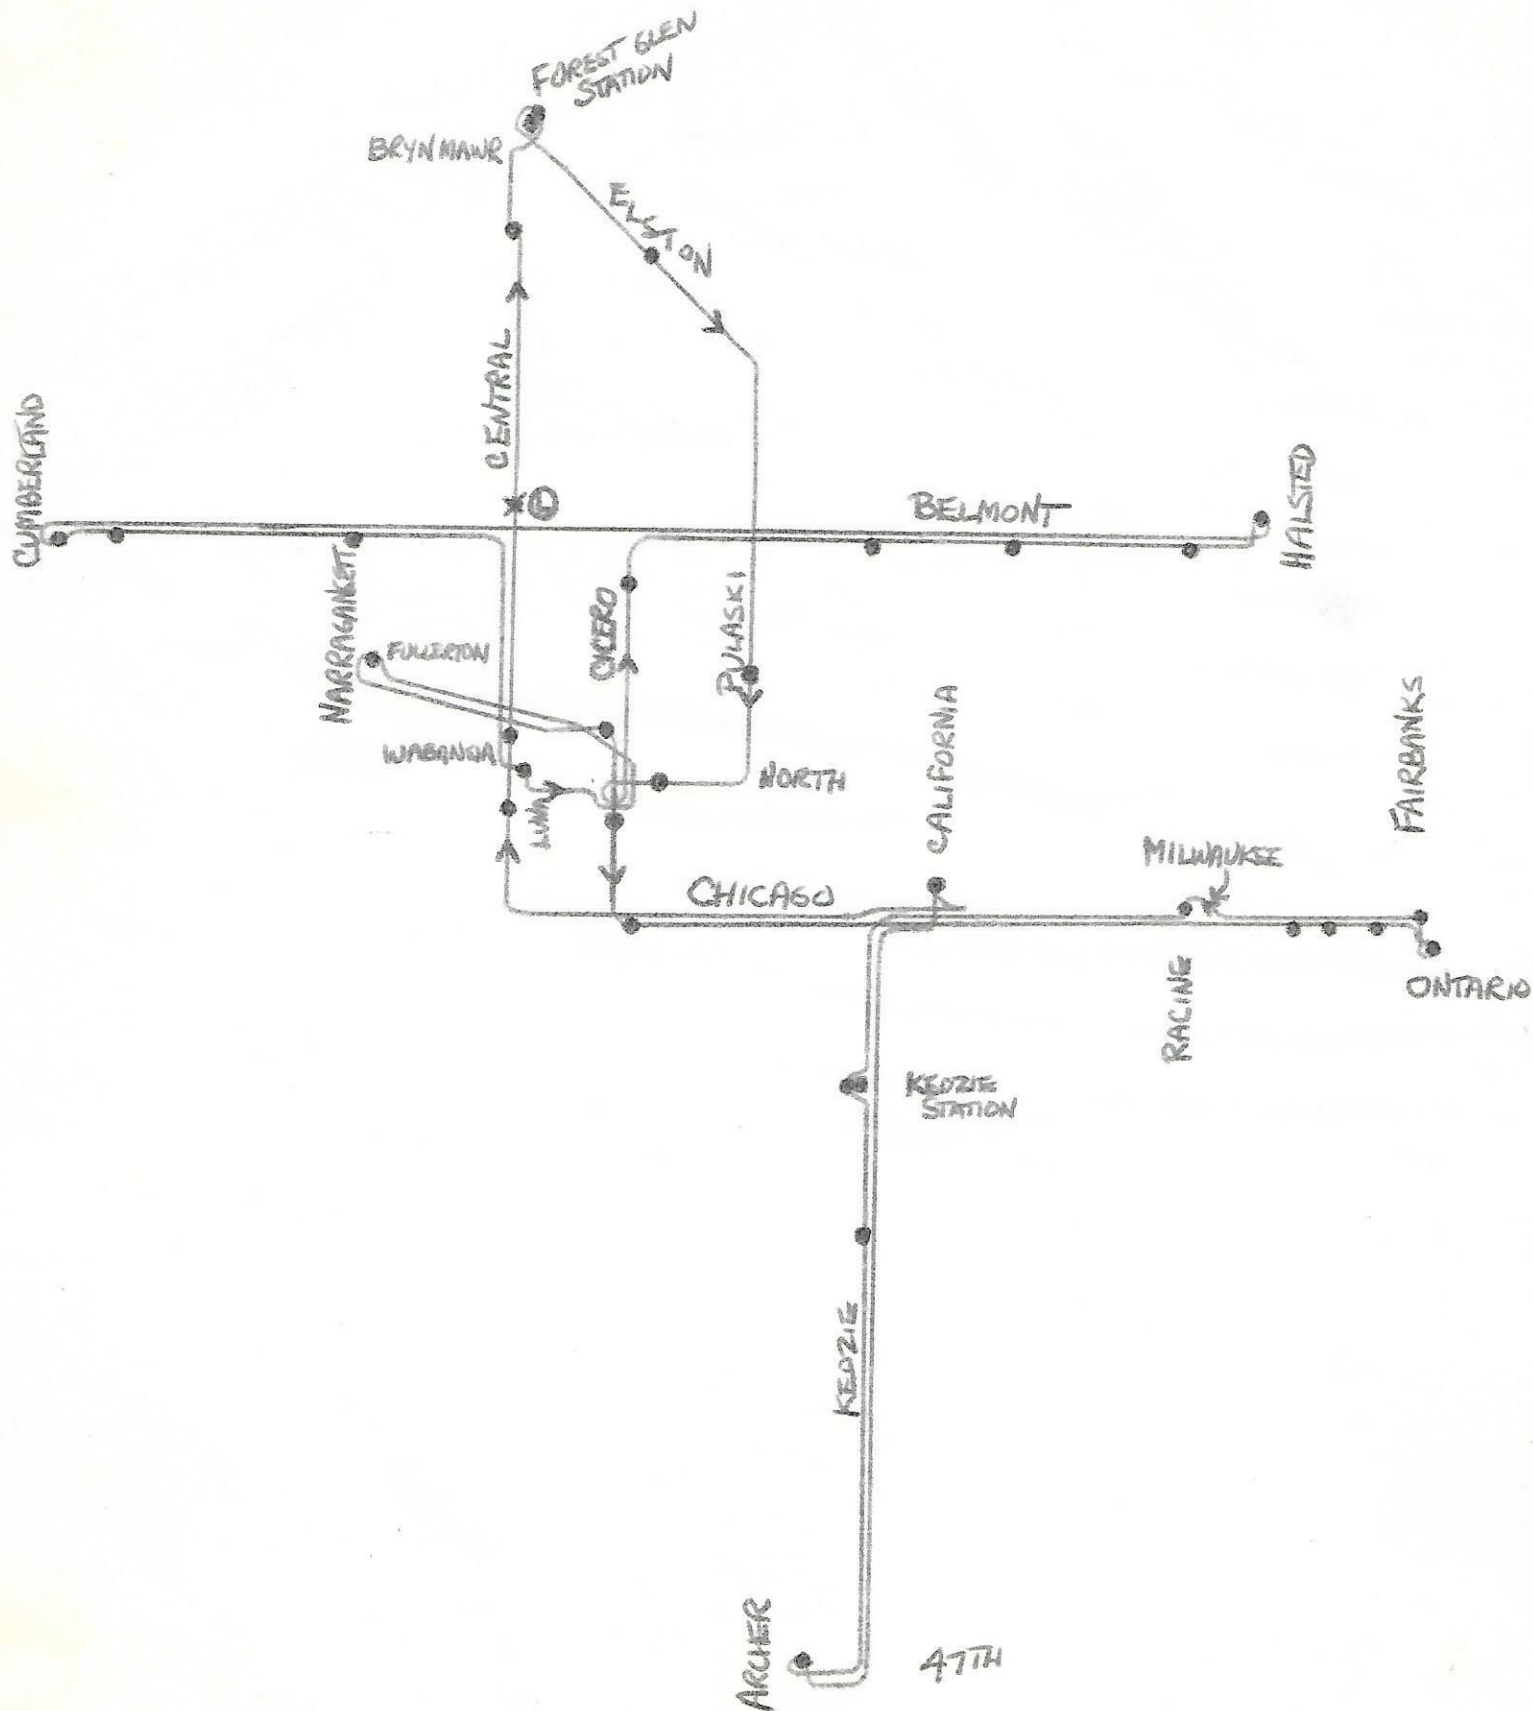 FOREST GLEN
STATION
BRYN MAWR
ELSTON
CENTRAL
CUMBERLAND
L
BELMONT
HALSTED
NARRAGANSETT
FULLERTON
CICERO
PULASKI
WABANSIA
LUNA
NORTH
CALIFORNIA
FAIRBANKS
MILWAUKEE
CHICAGO
RACINE
ONTARIO
KEDZIE
STATION
KEDZIE
ARCHER
47TH